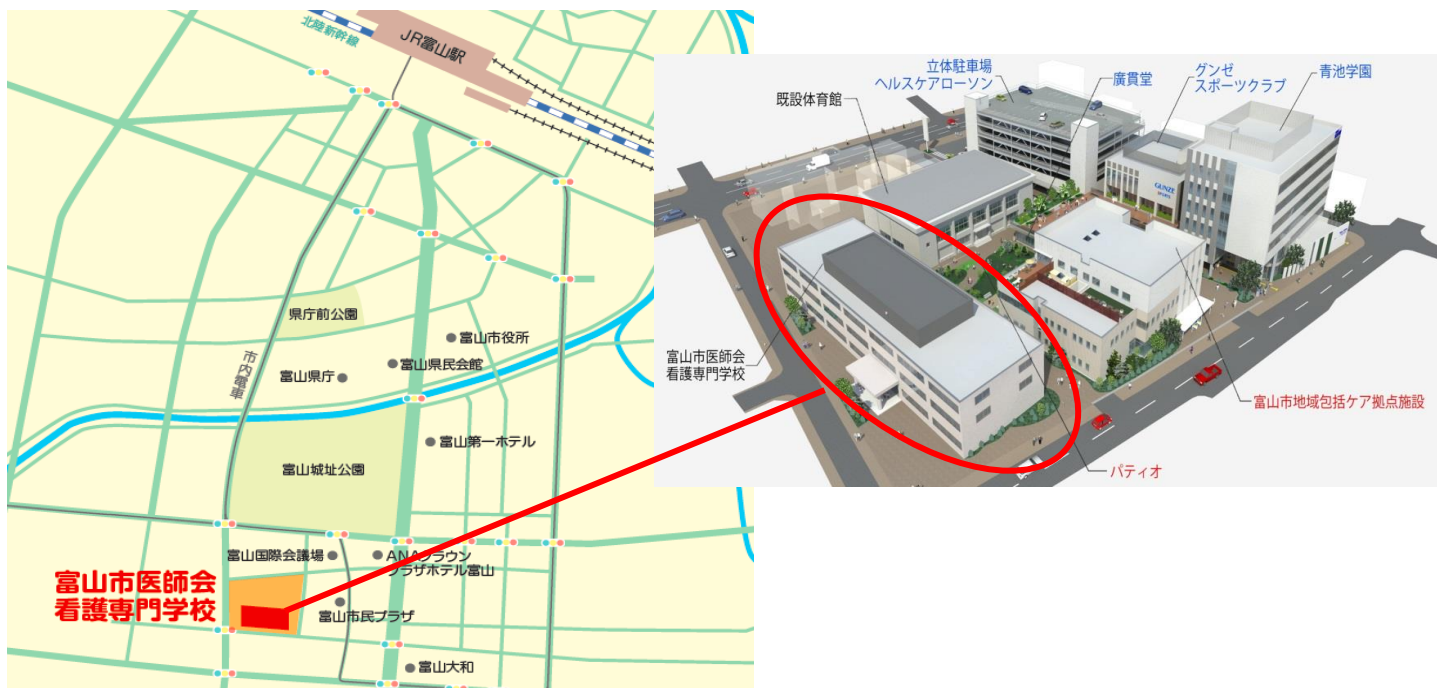 北陸新幹線
JR富山駅
県庁前公園
富山市役所
富山県民会館
富山県庁
市内電車
富山第一ホテル
富山城址公園
富山国際会議場
ANAクラウン
プラザホテル富山
富山市医師会
看護専門学校
富山市民プラザ
富山大和
立体駐車場
ヘルスケアローソン
既設体育館
廣貫堂
グンゼ
スポーツクラブ
青池学園
GUNZE
富山市医師会
看護専門学校
富山市地域包括ケア拠点施設
パティオ